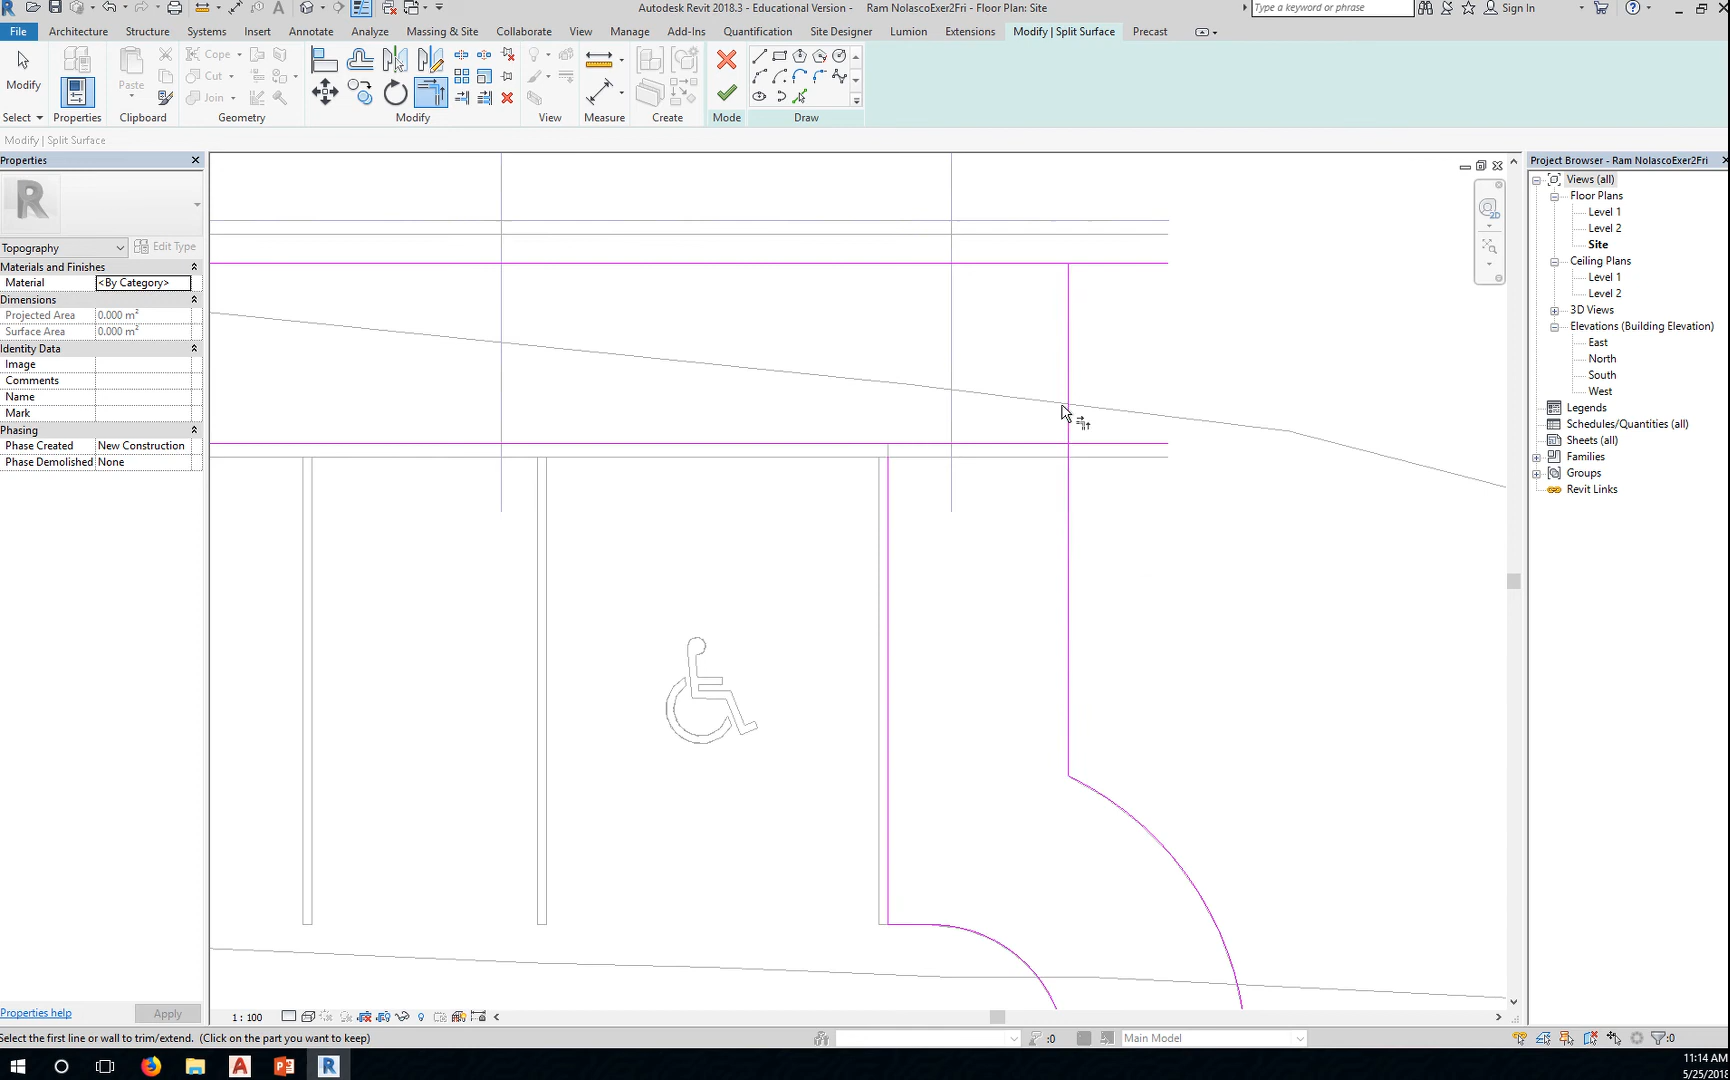 Autodesk Revit 2018.3 - Educational Version - Ram NolascoExer2Fri - Floor Plan: Site
Type a keyword or phrase
Sign In
File Architecture Structure Systems Insert Annotate Analyze Massing & Site Collaborate View Manage Add-Ins Quantification Site Designer Lumion Extensions Modify | Split Surface Precast
Modify
Paste
Cope
Cut
Join
Select Properties Clipboard Geometry Modify View Measure Create Mode Draw
Modify | Split Surface
Properties
R
Topography
Edit Type
Materials and Finishes
Material <By Category>
Dimensions
Projected Area 0.000 m²
Surface Area 0.000 m²
Identity Data
Image
Comments
Name
Mark
Phasing
Phase Created New Construction
Phase Demolished None
Properties help
Apply
2D
Project Browser - Ram NolascoExer2Fri
Views (all)
Floor Plans
Level 1
Level 2
Site
Ceiling Plans
Level 1
Level 2
3D Views
Elevations (Building Elevation)
East
North
South
West
Legends
Schedules/Quantities (all)
Sheets (all)
Families
Groups
Revit Links
1 : 100
Select the first line or wall to trim/extend. (Click on the part you want to keep)
:0
Main Model
:0
11:14 AM
5/25/2018